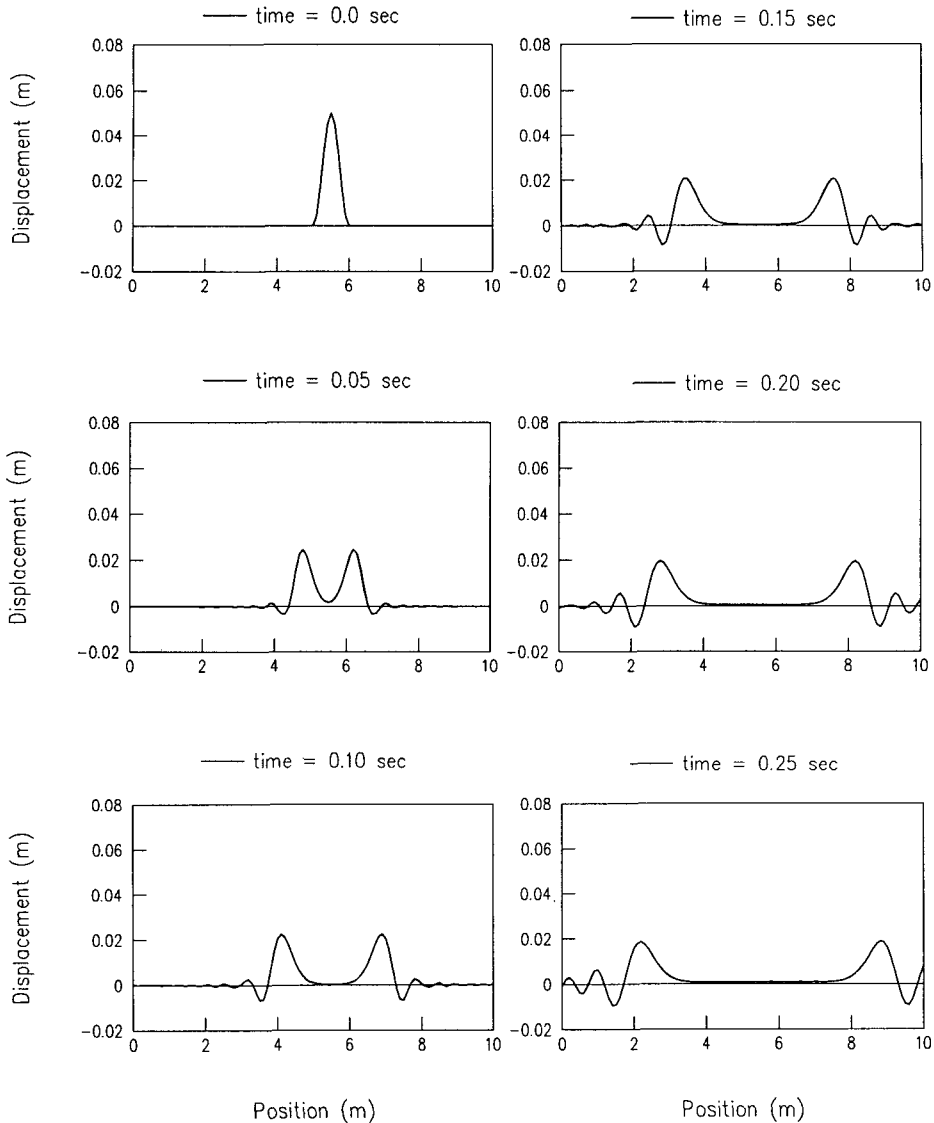 time = 0.0 sec
Displacement (m)
0.08
0.06
0.04
0.02
0
−0.02
0 2 4 6 8 10
time = 0.15 sec
0.08
0.06
0.04
0.02
0
−0.02
0 2 4 6 8 10
time = 0.05 sec
Displacement (m)
0.08
0.06
0.04
0.02
0
−0.02
0 2 4 6 8 10
time = 0.20 sec
0.08
0.06
0.04
0.02
0
−0.02
0 2 4 6 8 10
time = 0.10 sec
Displacement (m)
0.08
0.06
0.04
0.02
0
−0.02
0 2 4 6 8 10
Position (m)
time = 0.25 sec
0.08
0.06
0.04
0.02
0
−0.02
0 2 4 6 8 10
Position (m)